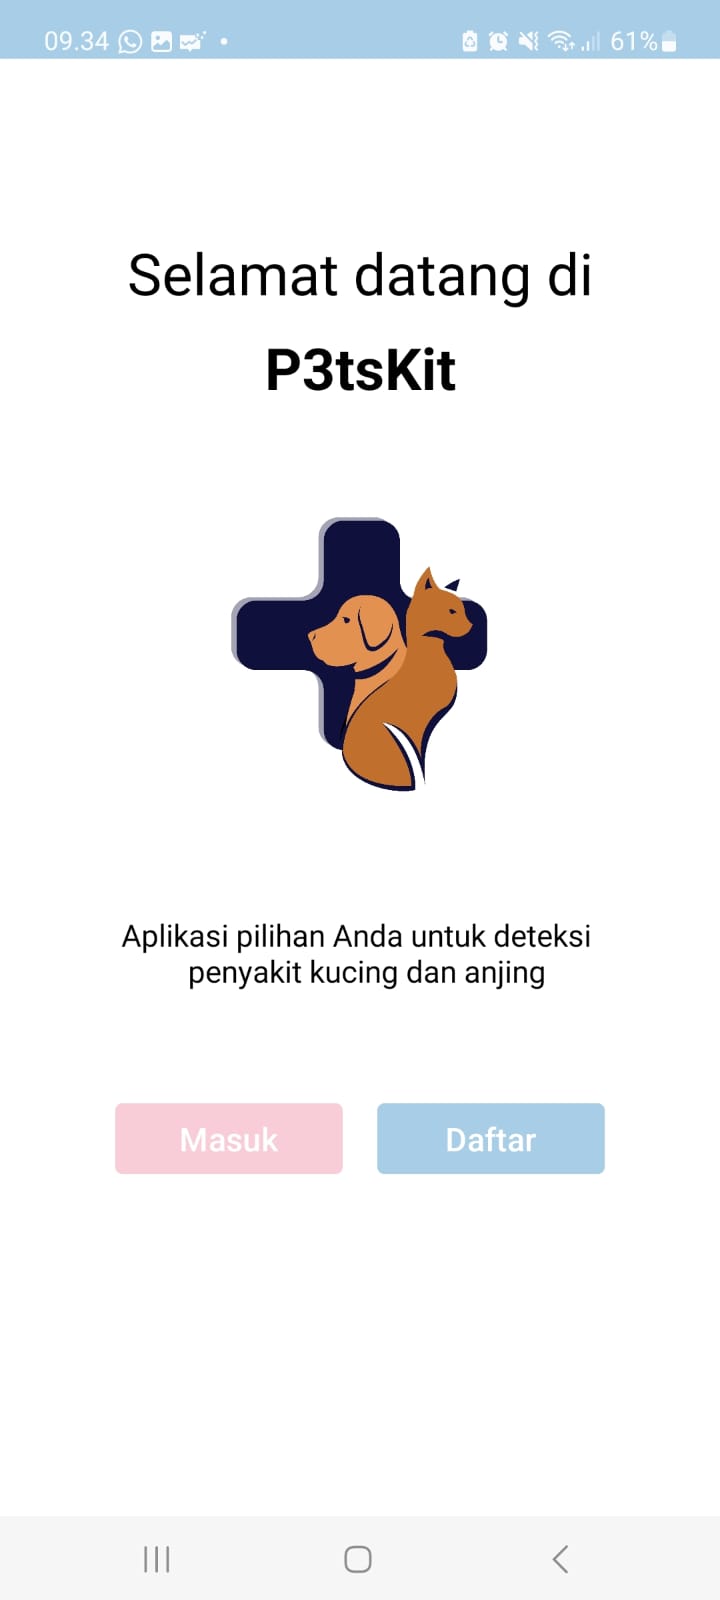 09.34
61%
Selamat datang di
P3tsKit
Aplikasi pilihan Anda untuk deteksi
penyakit kucing dan anjing
Masuk
Daftar